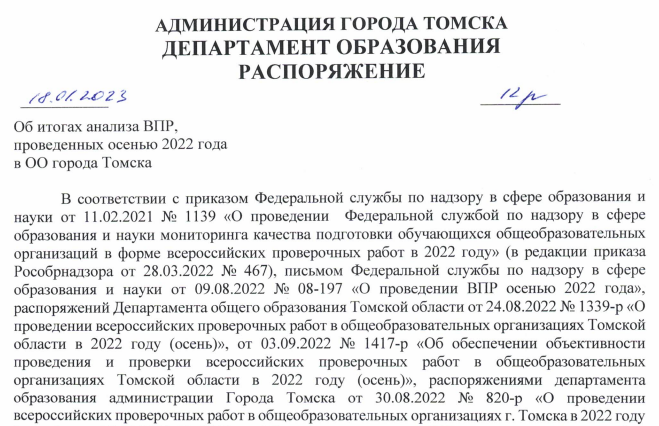 АДМИНИСТРАЦИЯ ГОРОДА ТОМСКА
ДЕПАРТАМЕНТ ОБРАЗОВАНИЯ
РАСПОРЯЖЕНИЕ
18.01.2023 12р
Об итогах анализа ВПР,
проведенных осенью 2022 года
в ОО города Томска
В соответствии с приказом Федеральной службы по надзору в сфере образования и
науки от 11.02.2021 № 1139 «О проведении Федеральной службой по надзору в сфере
образования и науки мониторинга качества подготовки обучающихся общеобразовательных
организаций в форме всероссийских проверочных работ в 2022 году» (в редакции приказа
Рособрнадзора от 28.03.2022 № 467), письмом Федеральной службы по надзору в сфере
образования и науки от 09.08.2022 № 08-197 «О проведении ВПР осенью 2022 года»,
распоряжений Департамента общего образования Томской области от 24.08.2022 № 1339-р «О
проведении всероссийских проверочных работ в общеобразовательных организациях Томской
области в 2022 году (осень)», от 03.09.2022 № 1417-р «Об обеспечении объективности
проведения и проверки всероссийских проверочных работ в общеобразовательных
организациях Томской области в 2022 году (осень)», распоряжениями департамента
образования администрации Города Томска от 30.08.2022 № 820-р «О проведении
всероссийских проверочных работ в общеобразовательных организациях г. Томска в 2022 году